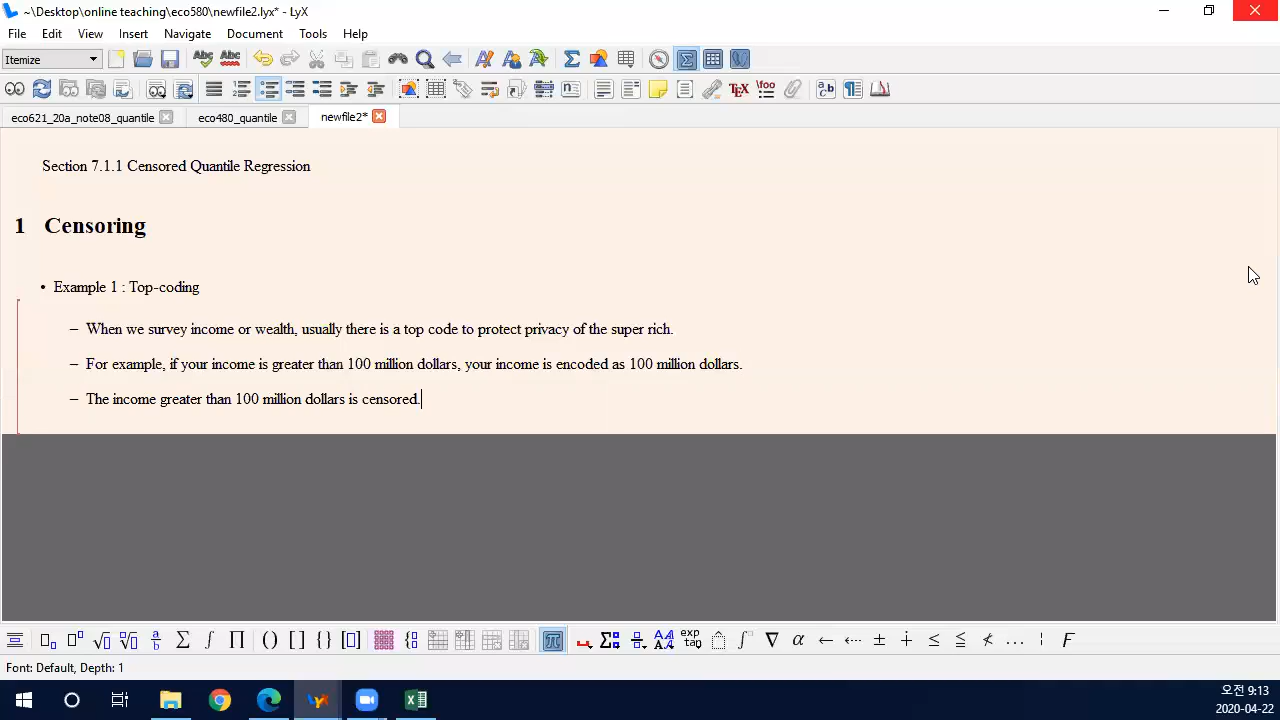 ~\Desktop\online teaching\eco580\newfile2.lyx* - LyX
File Edit View Insert Navigate Document Tools Help
Itemize
eco621_20a_note08_quantile eco480_quantile newfile2*
Section 7.1.1 Censored Quantile Regression
1 Censoring
• Example 1 : Top-coding
– When we survey income or wealth, usually there is a top code to protect privacy of the super rich.
– For example, if your income is greater than 100 million dollars, your income is encoded as 100 million dollars.
– The income greater than 100 million dollars is censored.
Font: Default, Depth: 1
오전 9:13
2020-04-22